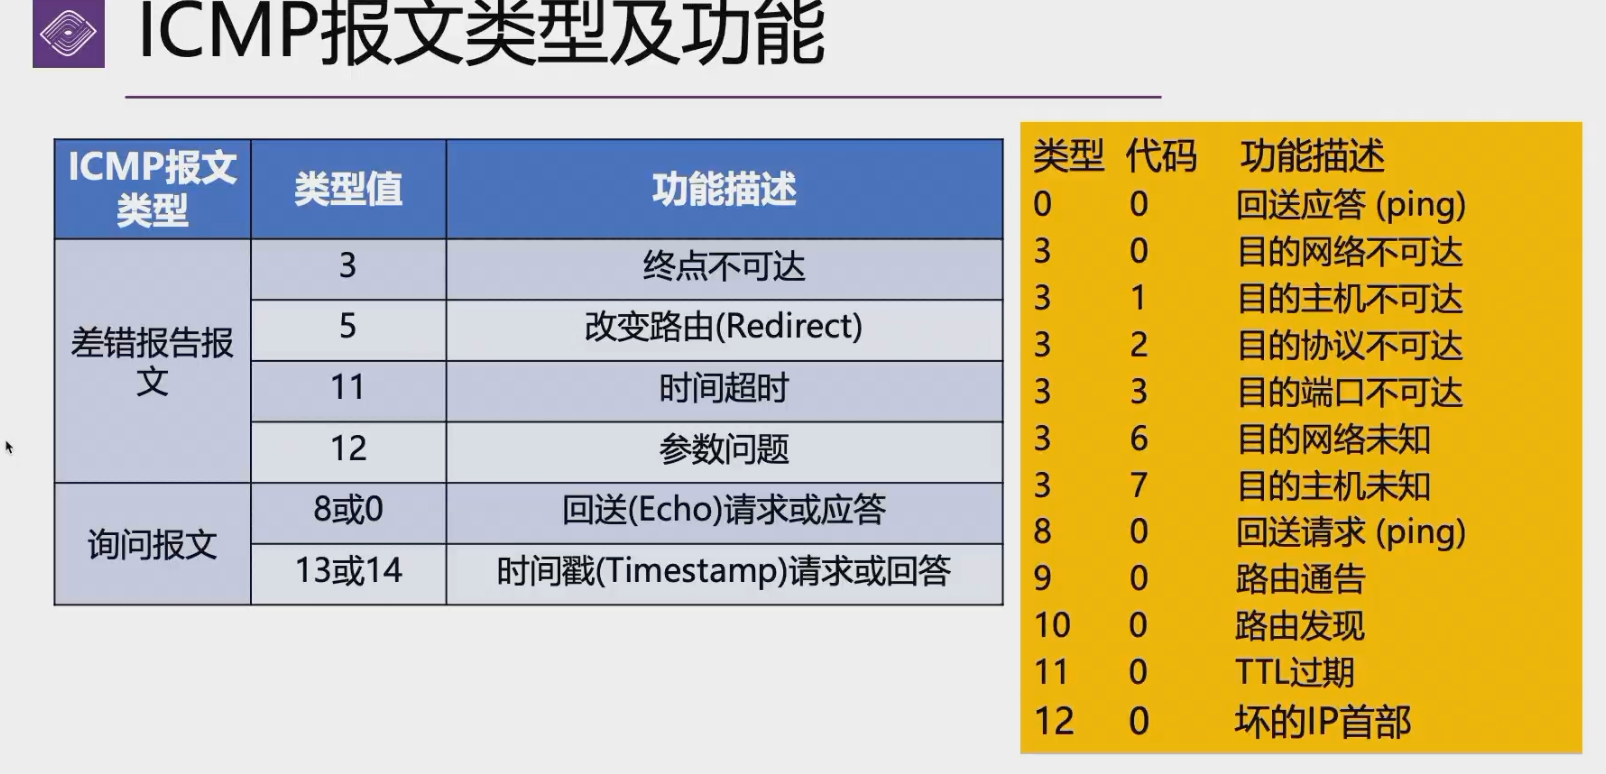 ICMP报文类型及功能
ICMP报文
类型
类型值
功能描述
差错报告报
文
3
终点不可达
5
改变路由(Redirect)
11
时间超时
12
参数问题
询问报文
8或0
回送(Echo)请求或应答
13或14
时间戳(Timestamp)请求或回答
类型 代码 功能描述
0 0 回送应答 (ping)
3 0 目的网络不可达
3 1 目的主机不可达
3 2 目的协议不可达
3 3 目的端口不可达
3 6 目的网络未知
3 7 目的主机未知
8 0 回送请求 (ping)
9 0 路由通告
10 0 路由发现
11 0 TTL过期
12 0 坏的IP首部